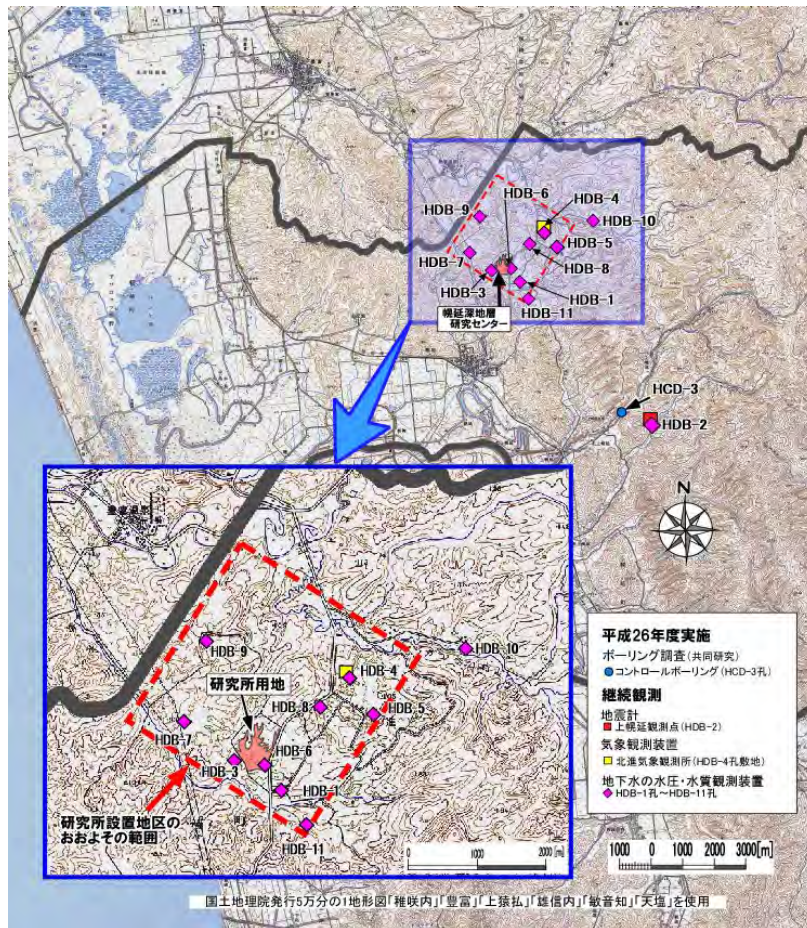 HDB-6
HDB-4
HDB-9
HDB-10
HDB-5
HDB-7
HDB-8
HDB-3
HDB-1
HDB-11
幌延深地層
研究センター
HCD-3
HDB-2
N
HDB-9
HDB-10
HDB-4
研究所用地
HDB-8
HDB-5
HDB-7
HDB-6
HDB-3
HDB-1
研究所設置地区の
おおよその範囲
HDB-11
0 1000 2000 [m]
平成26年度実施
ボーリング調査(共同研究)
コントロールボーリング(HCD-3孔)
継続観測
地震計
上幌延観測点(HDB-2)
気象観測装置
北進気象観測所(HDB-4孔敷地)
地下水の水圧・水質観測装置
HDB-1孔~HDB-11孔
1000 0 1000 2000 3000[m]
国土地理院発行5万分の1地形図「稚咲内」「豊富」「上猿払」「雄信内」「敏音知」「天塩」を使用